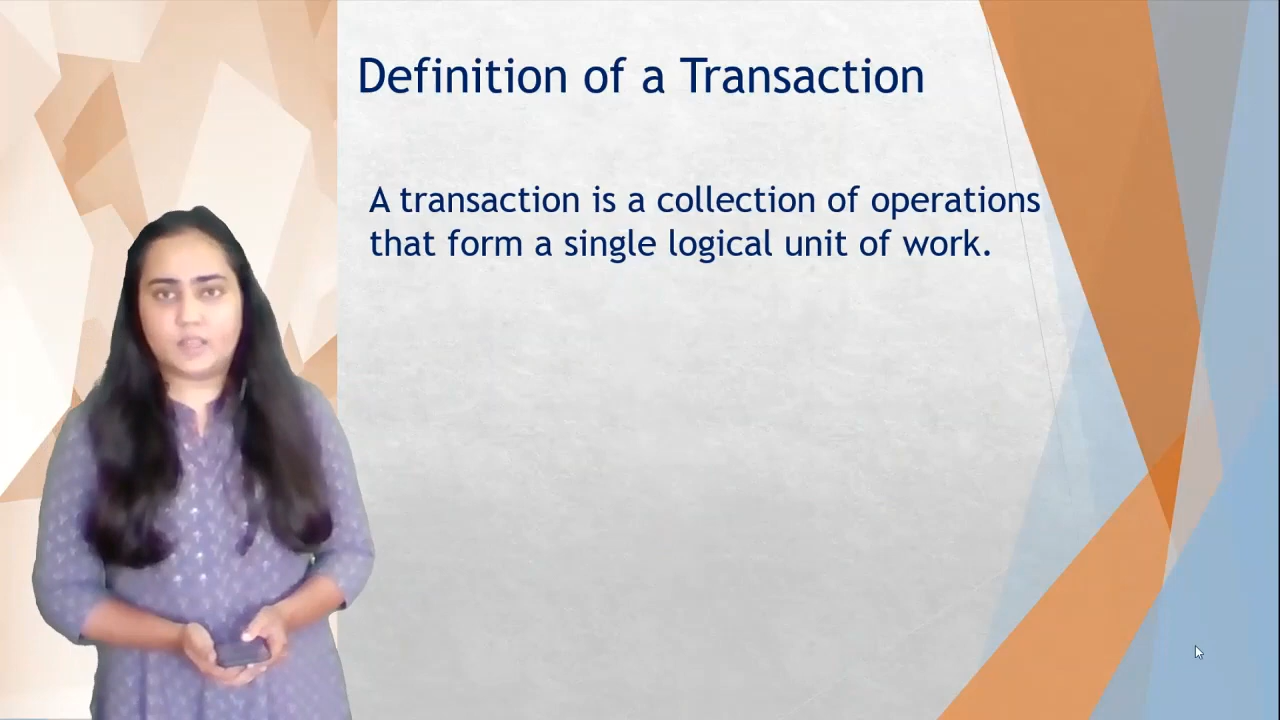 Definition of a Transaction
A transaction is a collection of operations
that form a single logical unit of work.